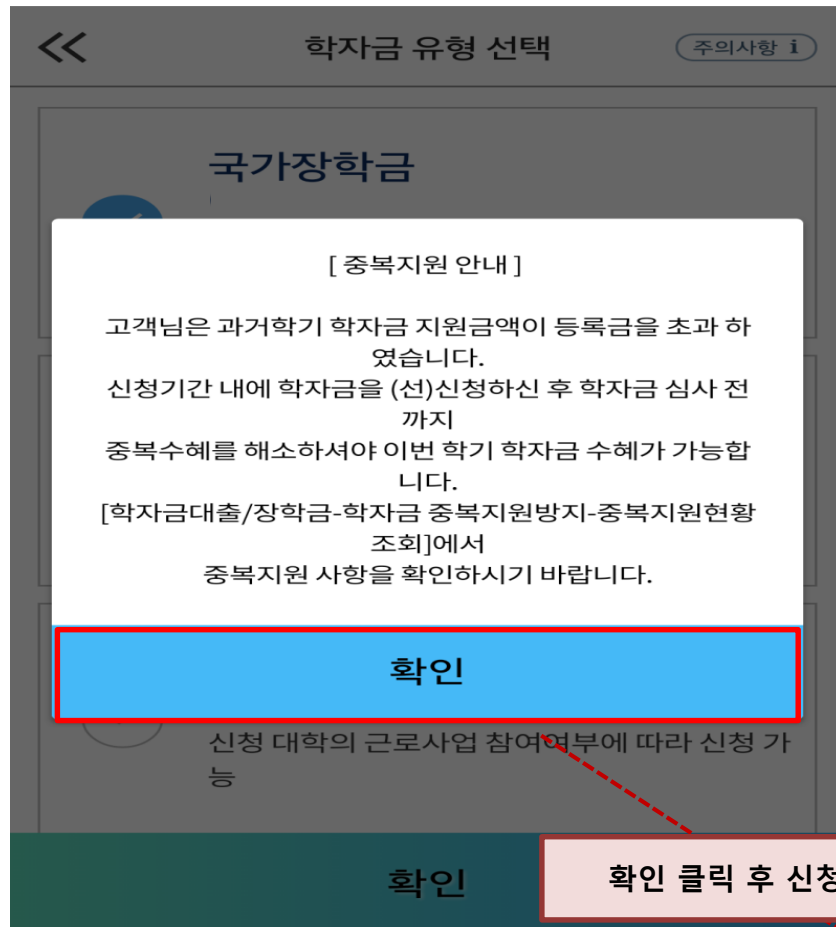 학자금 유형 선택
주의사항 i
국가장학금
[ 중복지원 안내 ]
고객님은 과거학기 학자금 지원금액이 등록금을 초과 하
였습니다.
신청기간 내에 학자금을 (선)신청하신 후 학자금 심사 전
까지
중복수혜를 해소하셔야 이번 학기 학자금 수혜가 가능합
니다.
[학자금대출/장학금-학자금 중복지원방지-중복지원현황
조회]에서
중복지원 사항을 확인하시기 바랍니다.
확인
신청 대학의 근로사업 참여여부에 따라 신청 가
능
확인
확인 클릭 후 신청